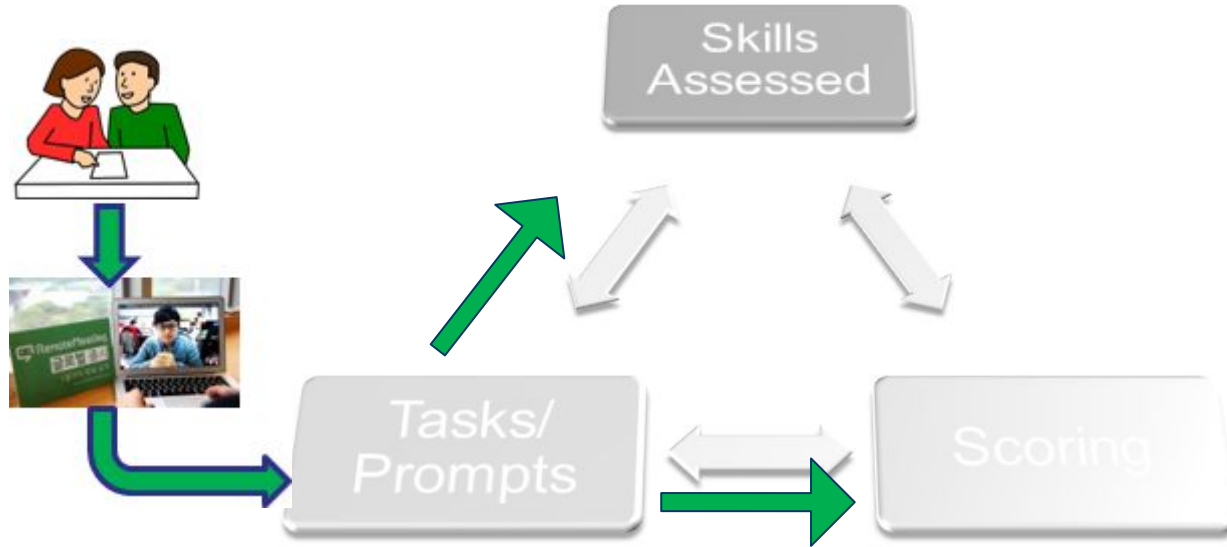 Skills
Assessed
RemoteMeeting
Tasks/
Prompts
Scoring